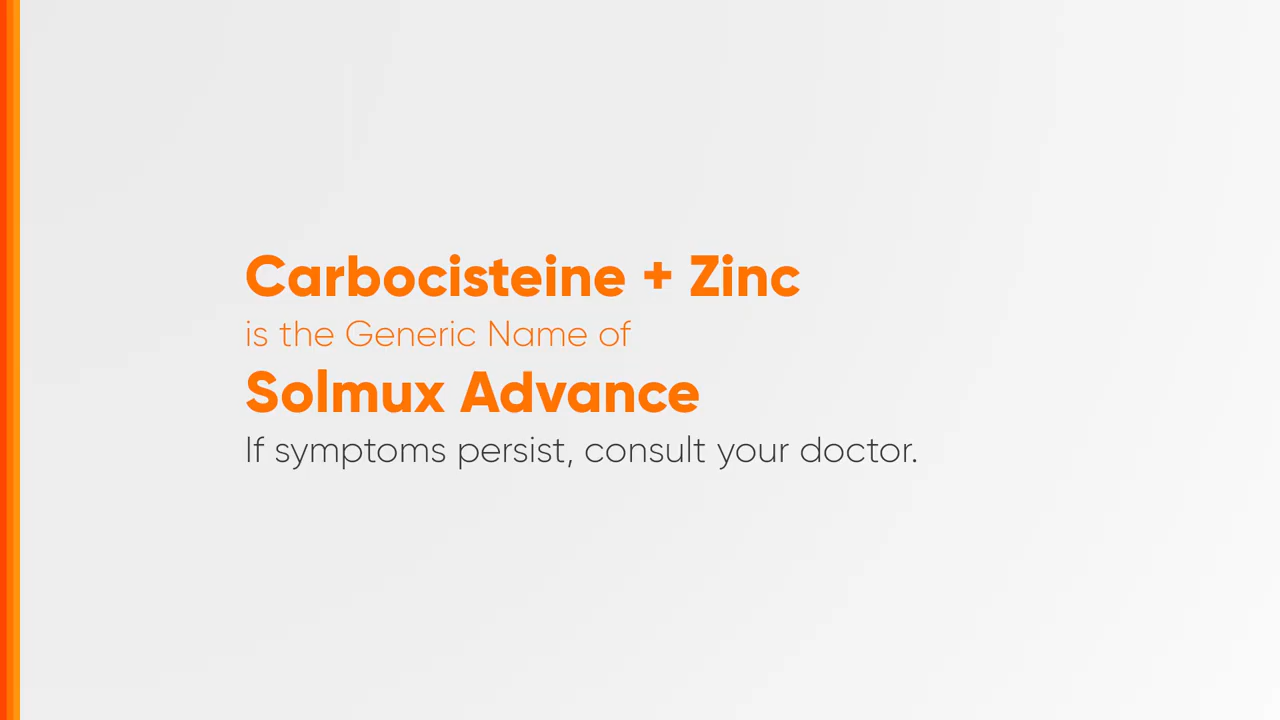 Carbocisteine + Zinc
is the Generic Name of
Solmux Advance
If symptoms persist, consult your doctor.